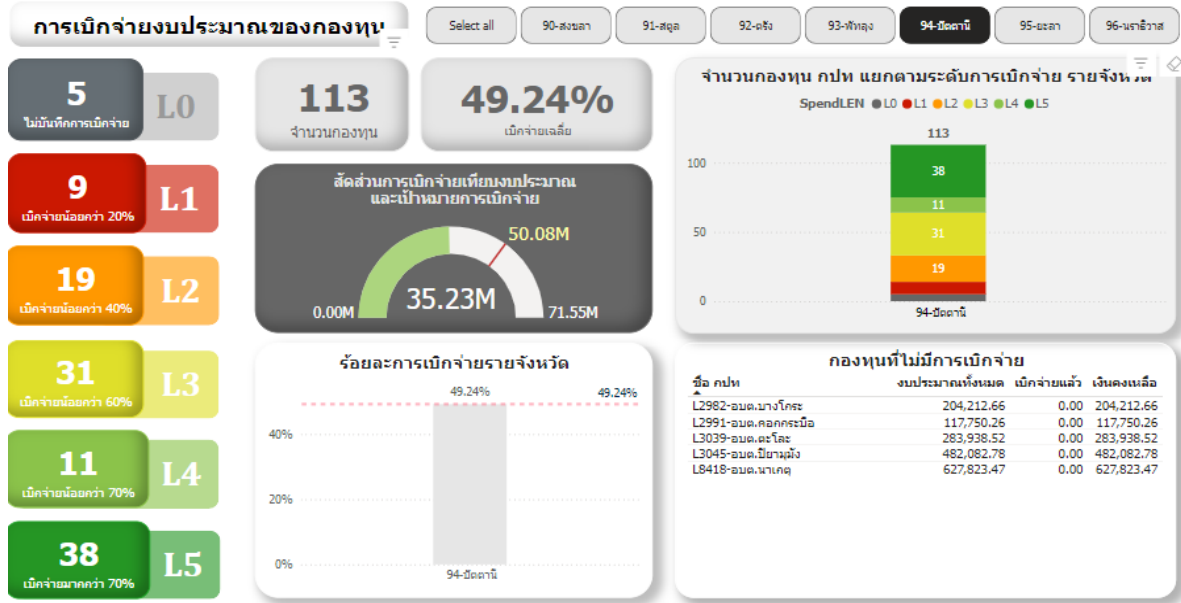 การเบิกจ่ายงบประมาณของกองทุน
Select all
90-สงขลา
91-สตูล
92-ตรัง
93-พัทลุง
94-ปัตตานี
95-ยะลา
96-นราธิวาส
5
ไม่บันทึกการเบิกจ่าย
L0
9
เบิกจ่ายน้อยกว่า 20%
L1
19
เบิกจ่ายน้อยกว่า 40%
L2
31
เบิกจ่ายน้อยกว่า 60%
L3
11
เบิกจ่ายน้อยกว่า 70%
L4
38
เบิกจ่ายมากกว่า 70%
L5
113
จำนวนกองทุน
49.24%
เบิกจ่ายเฉลี่ย
สัดส่วนการเบิกจ่ายเทียบงบประมาณ
และเป้าหมายการเบิกจ่าย
50.08M
35.23M
0.00M
71.55M
จำนวนกองทุน กปท แยกตามระดับการเบิกจ่าย รายจังหวัด
SpendLEN L0 L1 L2 L3 L4 L5
113
100
50
0
38
11
31
19
94-ปัตตานี
ร้อยละการเบิกจ่ายรายจังหวัด
49.24%
49.24%
40%
20%
0%
94-ปัตตานี
กองทุนที่ไม่มีการเบิกจ่าย
ชื่อ กปท งบประมาณทั้งหมด เบิกจ่ายแล้ว เงินคงเหลือ
L2982-อบต.บางโกระ 204,212.66 0.00 204,212.66
L2991-อบต.คอกกระบือ 117,750.26 0.00 117,750.26
L3039-อบต.ตะโละ 283,938.52 0.00 283,938.52
L3045-อบต.ปิยามุมัง 482,082.78 0.00 482,082.78
L8418-อบต.นาเกตุ 627,823.47 0.00 627,823.47